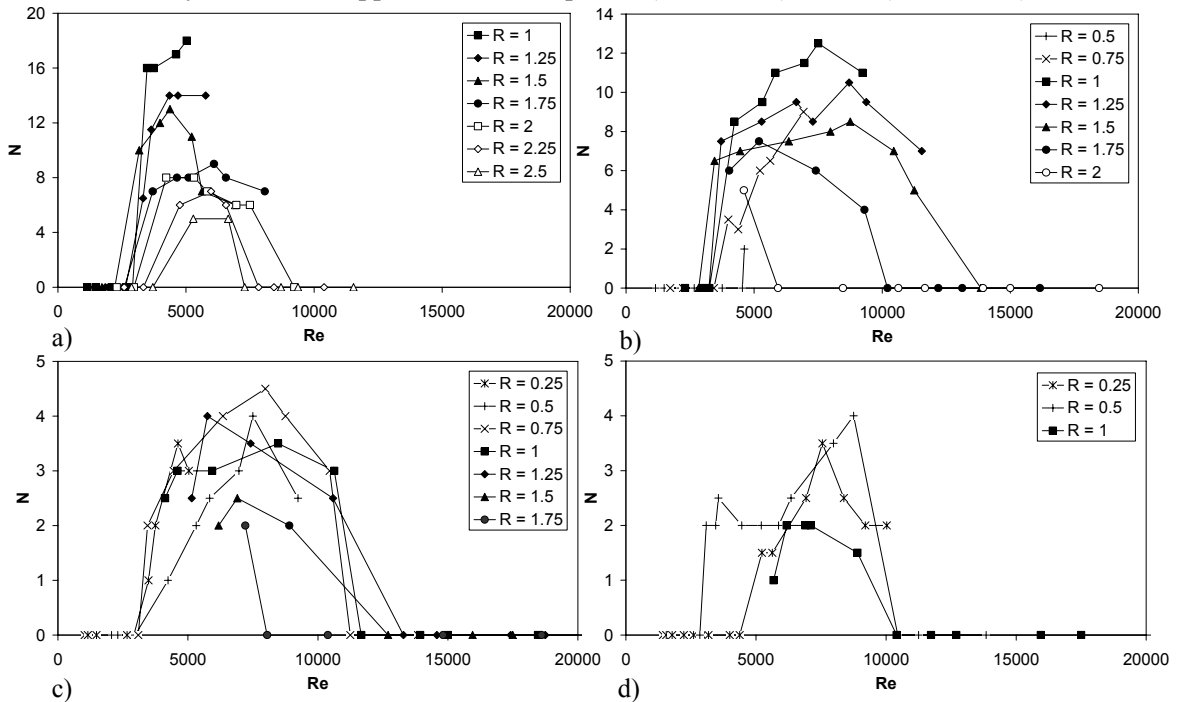 20
16
12
8
4
0
N
0 5000 10000 15000 20000
Re
R = 1
R = 1.25
R = 1.5
R = 1.75
R = 2
R = 2.25
R = 2.5
a)
14
12
10
8
6
4
2
0
N
0 5000 10000 15000 20000
Re
R = 0.5
R = 0.75
R = 1
R = 1.25
R = 1.5
R = 1.75
R = 2
b)
5
4
3
2
1
0
N
0 5000 10000 15000 20000
Re
R = 0.25
R = 0.5
R = 0.75
R = 1
R = 1.25
R = 1.5
R = 1.75
c)
5
4
3
2
1
0
N
0 5000 10000 15000 20000
Re
R = 0.25
R = 0.5
R = 1
d)